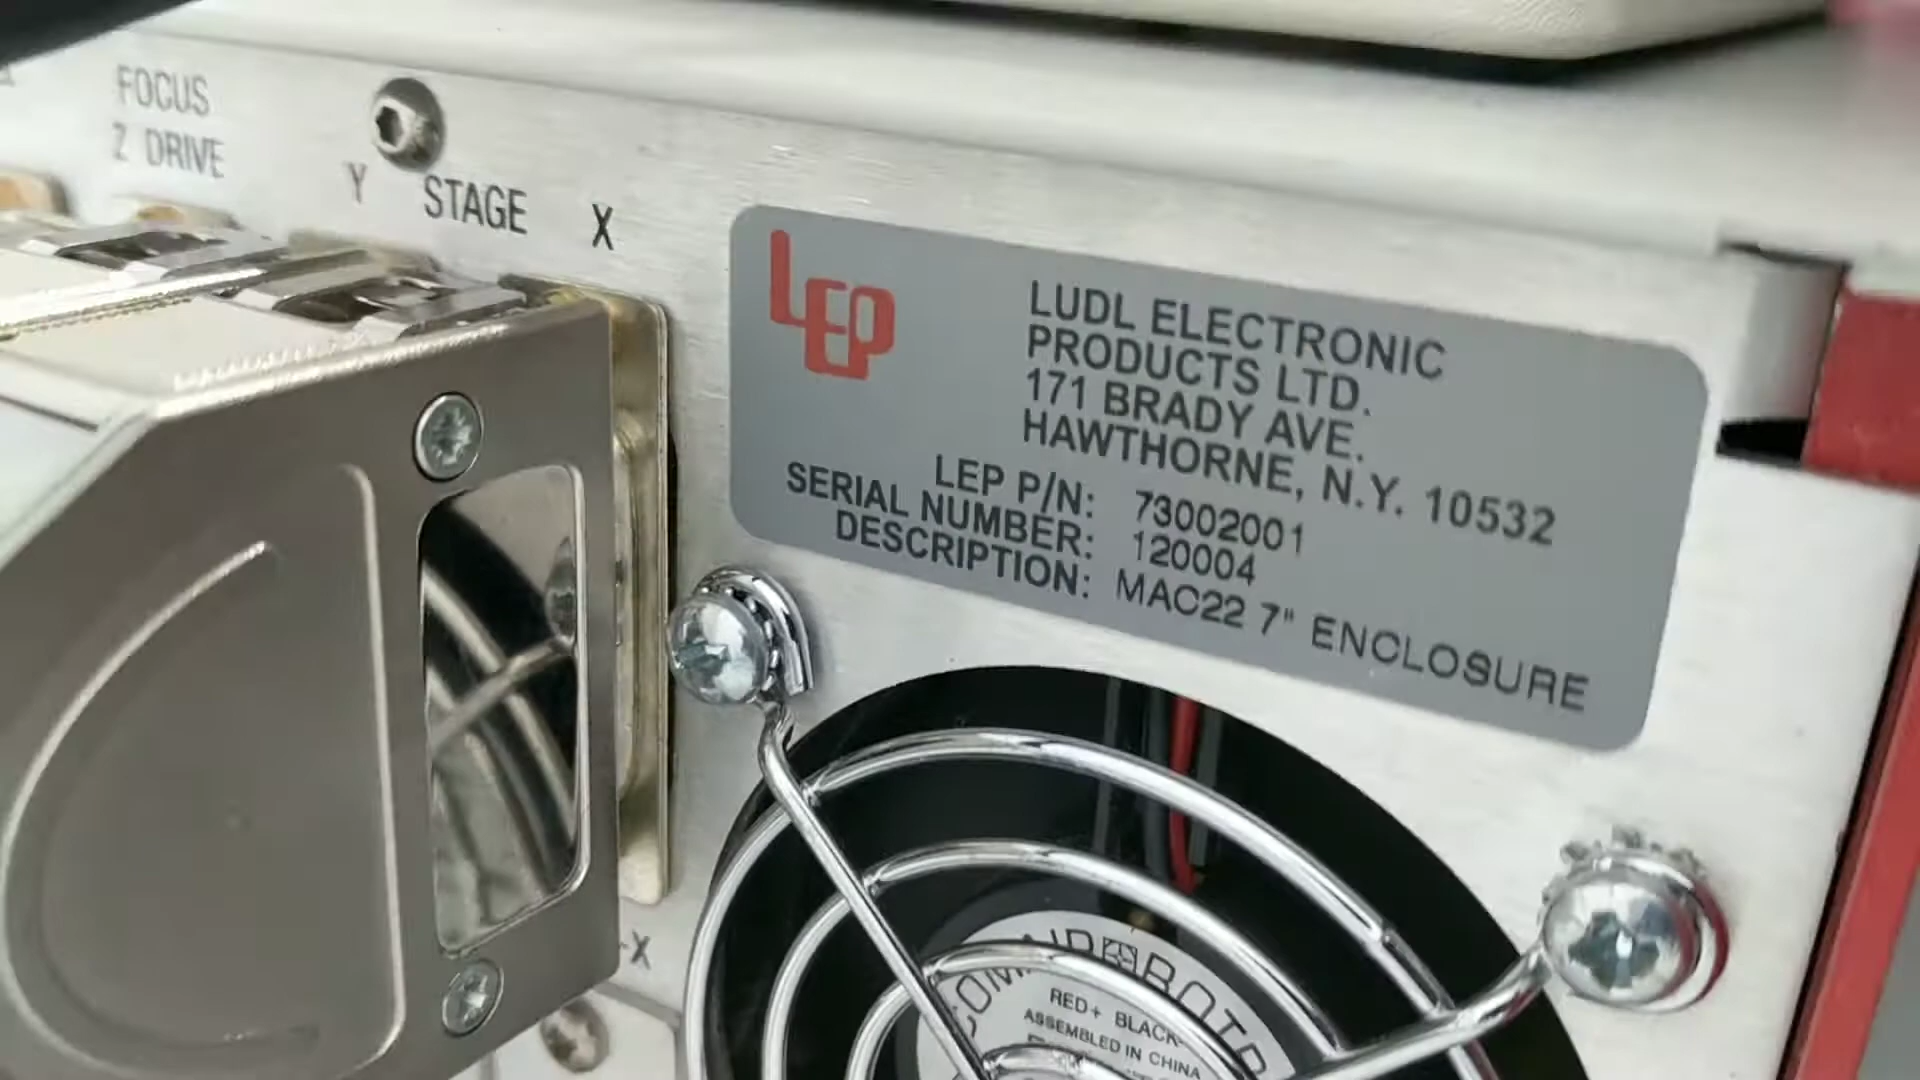 FOCUS
Z DRIVE
Y STAGE X
LEP
LUDL ELECTRONIC
PRODUCTS LTD.
171 BRADY AVE.
HAWTHORNE, N.Y. 10532
LEP P/N: 73002001
SERIAL NUMBER: 120004
DESCRIPTION: MAC22 7" ENCLOSURE
-X
RED+ BLACK-
ASSEMBLED IN CHINA